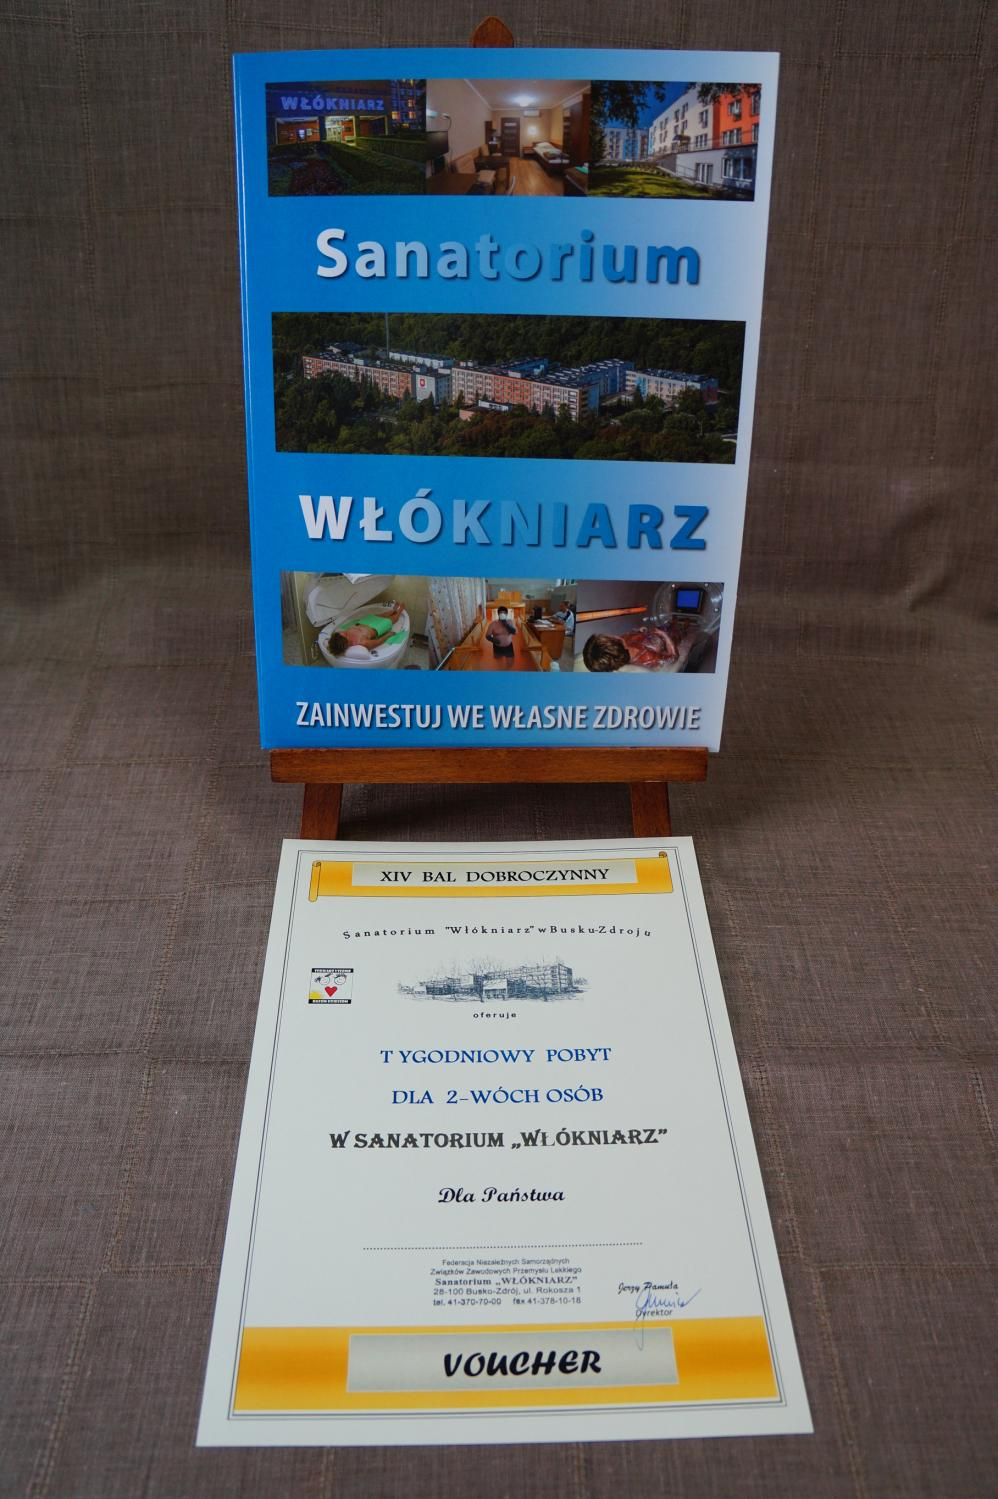 WŁÓKNIARZ
Sanatorium
WŁÓKNIARZ
ZAINWESTUJ WE WŁASNE ZDROWIE
XIV BAL DOBROCZYNNY
Sanatorium "Włókniarz" w Busku-Zdroju
oferuje
TYGODNIOWY POBYT
DLA 2-WÓCH OSÓB
W SANATORIUM „WŁÓKNIARZ”
Dla Państwa
Federacja Niezależnych Samorządnych
Związków Zawodowych Przemysłu Lekkiego
Sanatorium „WŁÓKNIARZ”
28-100 Busko-Zdrój, ul. Rokosza 1
tel. 41-370-70-00 fax 41-378-10-18
Jerzy Ramuła
Dyrektor
VOUCHER